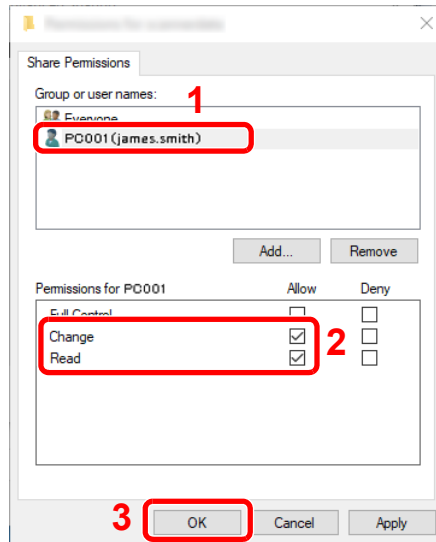 Share Permissions
Group or user names:
1
Everyone
PC001(james.smith)
Add... Remove
Permissions for PC001 Allow Deny
Full Control
Change
2
Read
3
OK Cancel Apply